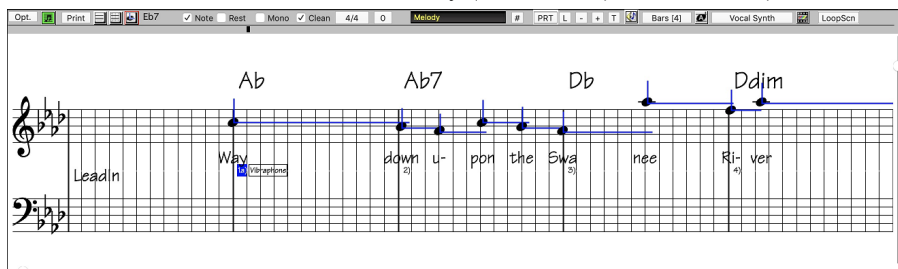 Opt. Print Eb7 Note Rest Mono Clean 4/4 0 Melody # PRT L - + T Bars [4] Vocal Synth LoopScn
Ab Ab7 Db Ddim
Way down u- pon the Swa nee Ri- ver
1a) Vibraphone 2) 3) 4)
LeadIn